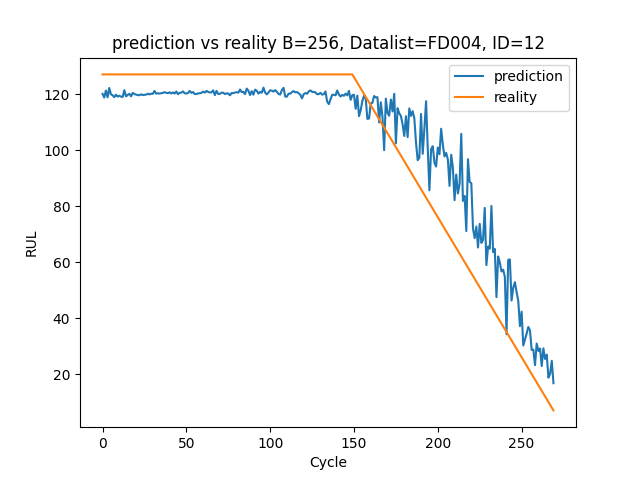 prediction vs reality B=256, Datalist=FD004, ID=12
prediction
reality
RUL
120
100
80
60
40
20
0 50 100 150 200 250
Cycle